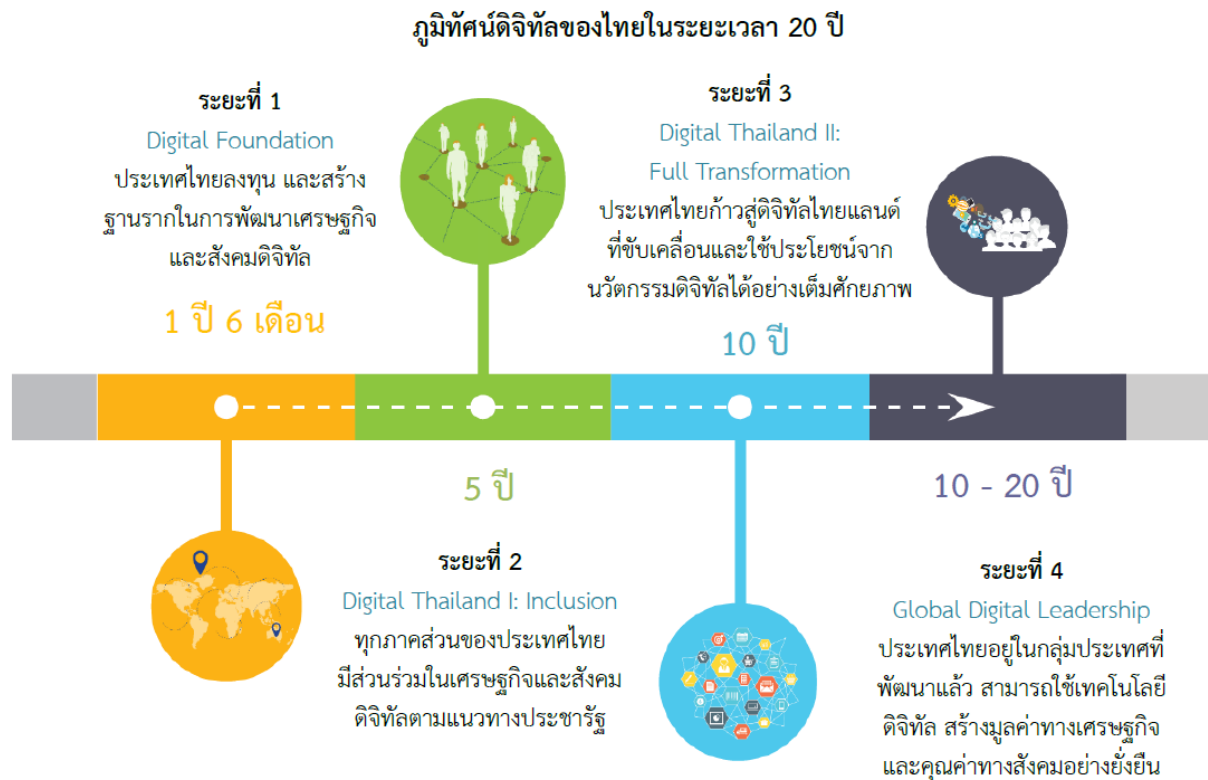 ภูมิทัศน์ดิจิทัลของไทยในระยะเวลา 20 ปี
ระยะที่ 1
Digital Foundation
ประเทศไทยลงทุน และสร้าง
ฐานรากในการพัฒนาเศรษฐกิจ
และสังคมดิจิทัล
1 ปี 6 เดือน
5 ปี
ระยะที่ 2
Digital Thailand I: Inclusion
ทุกภาคส่วนของประเทศไทย
มีส่วนร่วมในเศรษฐกิจและสังคม
ดิจิทัลตามแนวทางประชารัฐ
ระยะที่ 3
Digital Thailand II:
Full Transformation
ประเทศไทยก้าวสู่ดิจิทัลไทยแลนด์
ที่ขับเคลื่อนและใช้ประโยชน์จาก
นวัตกรรมดิจิทัลได้อย่างเต็มศักยภาพ
10 ปี
10 - 20 ปี
ระยะที่ 4
Global Digital Leadership
ประเทศไทยอยู่ในกลุ่มประเทศที่
พัฒนาแล้ว สามารถใช้เทคโนโลยี
ดิจิทัล สร้างมูลค่าทางเศรษฐกิจ
และคุณค่าทางสังคมอย่างยั่งยืน